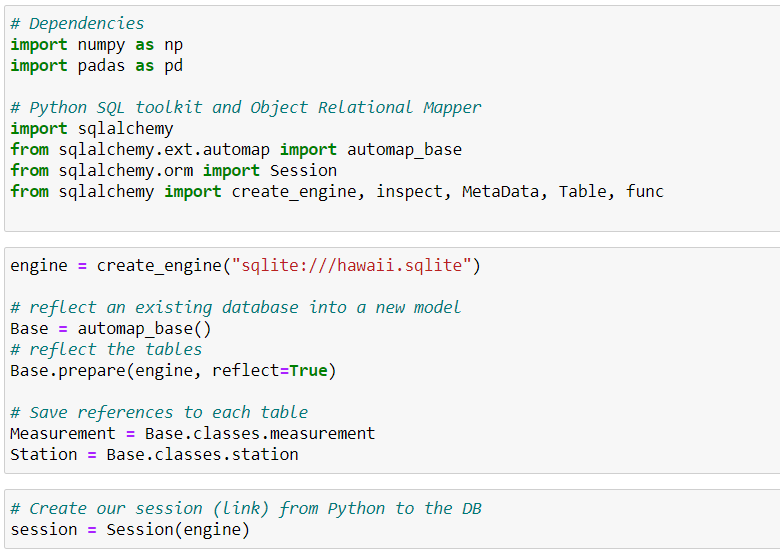 # Dependencies
import numpy as np
import padas as pd
# Python SQL toolkit and Object Relational Mapper
import sqlalchemy
from sqlalchemy.ext.automap import automap_base
from sqlalchemy.orm import Session
from sqlalchemy import create_engine, inspect, MetaData, Table, func
engine = create_engine("sqlite:///hawaii.sqlite")
# reflect an existing database into a new model
Base = automap_base()
# reflect the tables
Base.prepare(engine, reflect=True)
# Save references to each table
Measurement = Base.classes.measurement
Station = Base.classes.station
# Create our session (link) from Python to the DB
session = Session(engine)